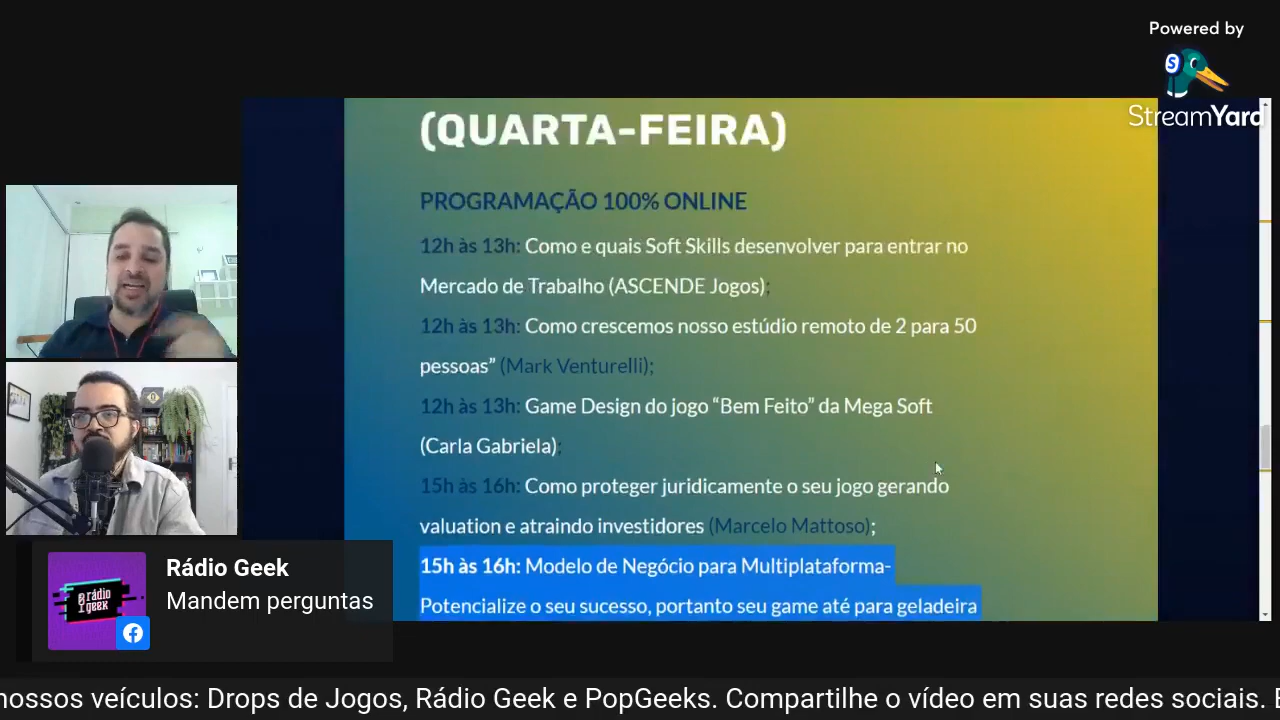 Powered by
StreamYard
(QUARTA-FEIRA)
PROGRAMAÇÃO 100% ONLINE
12h às 13h: Como e quais Soft Skills desenvolver para entrar no
Mercado de Trabalho (ASCENDE Jogos);
12h às 13h: Como crescemos nosso estúdio remoto de 2 para 50
pessoas” (Mark Venturelli);
12h às 13h: Game Design do jogo “Bem Feito” da Mega Soft
(Carla Gabriela);
15h às 16h: Como proteger juridicamente o seu jogo gerando
valuation e atraindo investidores (Marcelo Mattoso);
15h às 16h: Modelo de Negócio para Multiplataforma-
Potencialize o seu sucesso, portanto seu game até para geladeira
rádio
geek
Rádio Geek
Mandem perguntas
nossos veículos: Drops de Jogos, Rádio Geek e PopGeeks. Compartilhe o vídeo em suas redes sociais. E